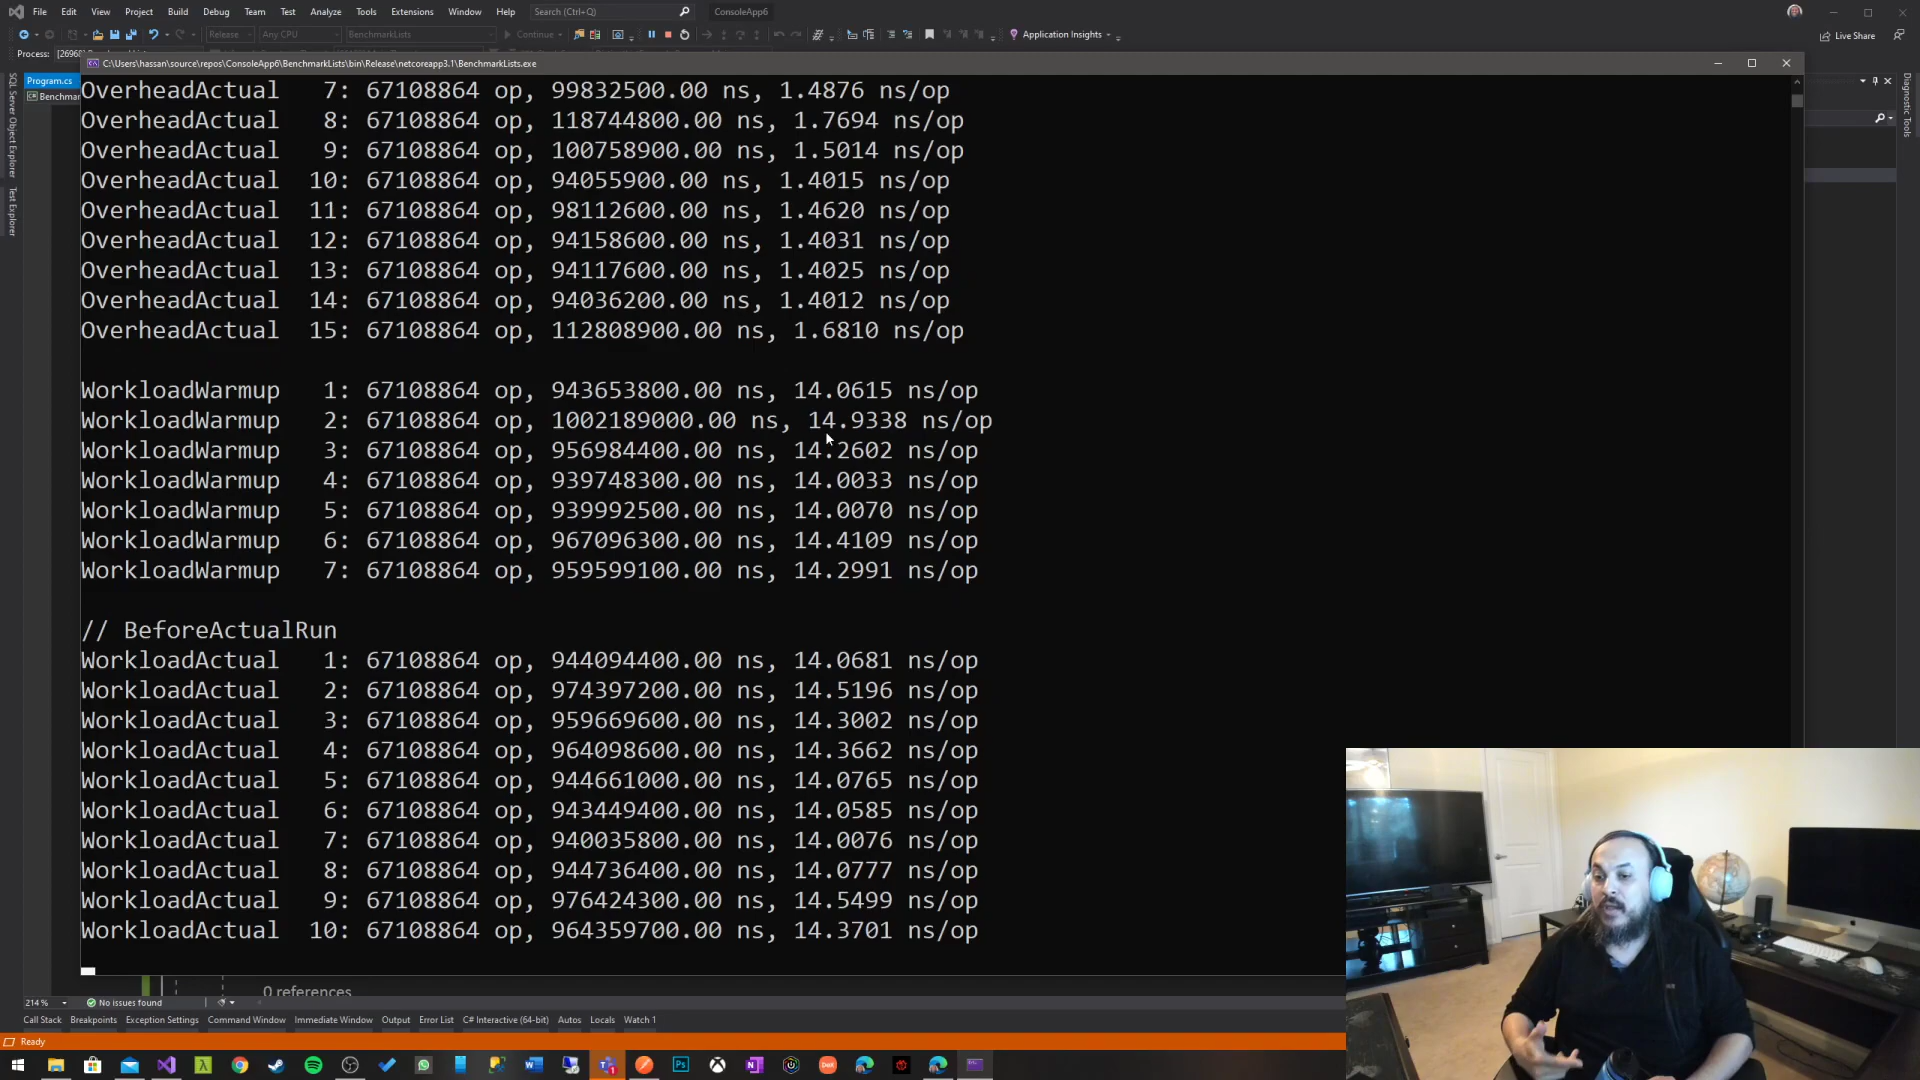 File Edit View Project Build Debug Team Test Analyze Tools Extensions Window Help Search (Ctrl+Q) ConsoleApp6
Release Any CPU BenchmarkLists Continue Application Insights Live Share
Process:
C:\Users\hassan\source\repos\ConsoleApp6\BenchmarkLists\bin\Release\netcoreapp3.1\BenchmarkLists.exe
Program.cs
Benchmar
SQL Server Object Explorer
Test Explorer
Diagnostic Tools
OverheadActual 7: 67108864 op, 99832500.00 ns, 1.4876 ns/op
OverheadActual 8: 67108864 op, 118744800.00 ns, 1.7694 ns/op
OverheadActual 9: 67108864 op, 100758900.00 ns, 1.5014 ns/op
OverheadActual 10: 67108864 op, 94055900.00 ns, 1.4015 ns/op
OverheadActual 11: 67108864 op, 98112600.00 ns, 1.4620 ns/op
OverheadActual 12: 67108864 op, 94158600.00 ns, 1.4031 ns/op
OverheadActual 13: 67108864 op, 94117600.00 ns, 1.4025 ns/op
OverheadActual 14: 67108864 op, 94036200.00 ns, 1.4012 ns/op
OverheadActual 15: 67108864 op, 112808900.00 ns, 1.6810 ns/op
WorkloadWarmup 1: 67108864 op, 943653800.00 ns, 14.0615 ns/op
WorkloadWarmup 2: 67108864 op, 1002189000.00 ns, 14.9338 ns/op
WorkloadWarmup 3: 67108864 op, 956984400.00 ns, 14.2602 ns/op
WorkloadWarmup 4: 67108864 op, 939748300.00 ns, 14.0033 ns/op
WorkloadWarmup 5: 67108864 op, 939992500.00 ns, 14.0070 ns/op
WorkloadWarmup 6: 67108864 op, 967096300.00 ns, 14.4109 ns/op
WorkloadWarmup 7: 67108864 op, 959599100.00 ns, 14.2991 ns/op
// BeforeActualRun
WorkloadActual 1: 67108864 op, 944094400.00 ns, 14.0681 ns/op
WorkloadActual 2: 67108864 op, 974397200.00 ns, 14.5196 ns/op
WorkloadActual 3: 67108864 op, 959669600.00 ns, 14.3002 ns/op
WorkloadActual 4: 67108864 op, 964098600.00 ns, 14.3662 ns/op
WorkloadActual 5: 67108864 op, 944661000.00 ns, 14.0765 ns/op
WorkloadActual 6: 67108864 op, 943449400.00 ns, 14.0585 ns/op
WorkloadActual 7: 67108864 op, 940035800.00 ns, 14.0076 ns/op
WorkloadActual 8: 67108864 op, 944736400.00 ns, 14.0777 ns/op
WorkloadActual 9: 67108864 op, 976424300.00 ns, 14.5499 ns/op
WorkloadActual 10: 67108864 op, 964359700.00 ns, 14.3701 ns/op
0 references
214 % No issues found
Call Stack Breakpoints Exception Settings Command Window Immediate Window Output Error List C# Interactive (64-bit) Autos Locals Watch 1
Ready